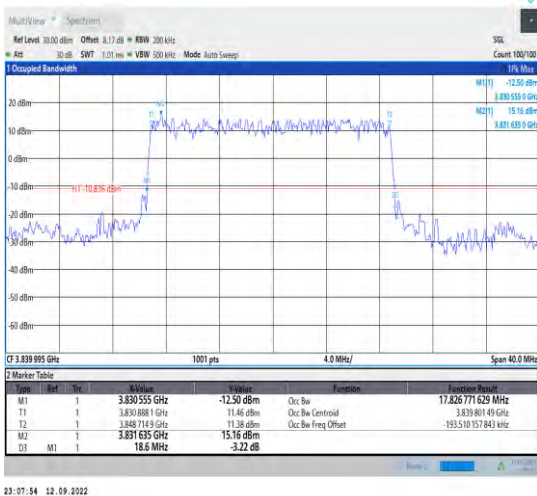 MultiView Spectrum
Ref Level 30.00 dBm Offset 8.17 dB RBW 200 kHz SGL
Att 30 dB SWT 1.01 ms VBW 500 kHz Mode Auto Sweep Count 100/100
1 Occupied Bandwidth 1Pk Max
M1[1] -12.50 dBm
3.830 555 0 GHz
M2[1] 15.16 dBm
3.831 635 0 GHz
20 dBm
10 dBm
0 dBm
-10 dBm
H1 -10.836 dBm
-20 dBm
-30 dBm
-40 dBm
-50 dBm
-60 dBm
CF 3.839 995 GHz 1001 pts 4.0 MHz/ Span 40.0 MHz
2 Marker Table
Type Ref Trc X-Value Y-Value Function Function Result
M1 1 3.830 555 GHz -12.50 dBm Occ Bw 17.826 771 629 MHz
T1 1 3.830 888 1 GHz 11.46 dBm Occ Bw Centroid 3.839 801 49 GHz
T2 1 3.848 714 9 GHz 11.38 dBm Occ Bw Freq Offset -193.510 157 843 kHz
M2 1 3.831 635 GHz 15.16 dBm
D3 M1 1 18.6 MHz -3.22 dB
23:07:54 12.09.2022